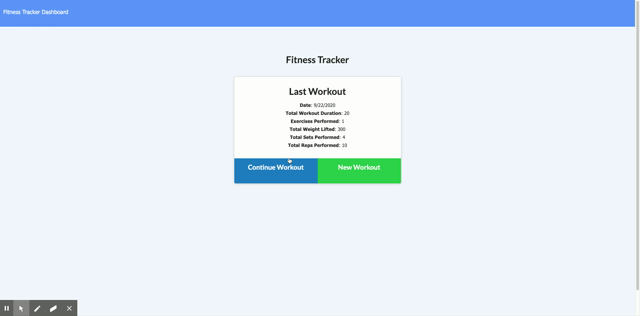 Fitness Tracker Dashboard
Fitness Tracker
Last Workout
Date: 9/22/2020
Total Workout Duration: 20
Exercises Performed: 1
Total Weight Lifted: 300
Total Sets Performed: 4
Total Reps Performed: 10
Continue Workout
New Workout